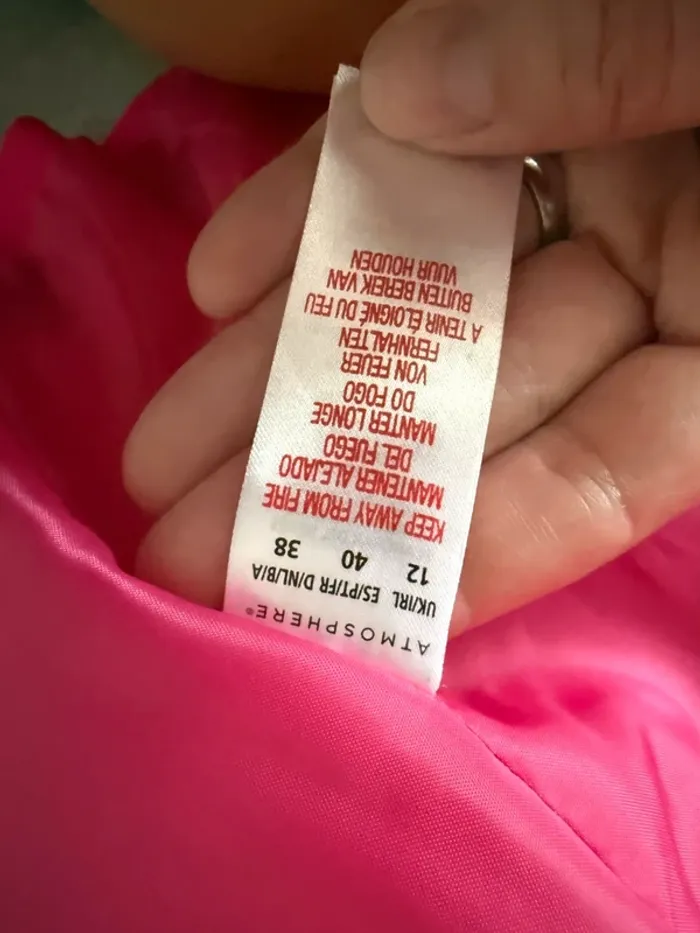 ATMOSPHERE®
UK/IRL ES/PT/FR D/NL/B/A
12 40 38
KEEP AWAY FROM FIRE
MANTENER ALEJADO
DEL FUEGO
MANTER LONGE
DO FOGO
VON FEUER
FERNHALTEN
A TENIR ÉLOIGNÉ DU FEU
BUITEN BEREIK VAN
VUUR HOUDEN